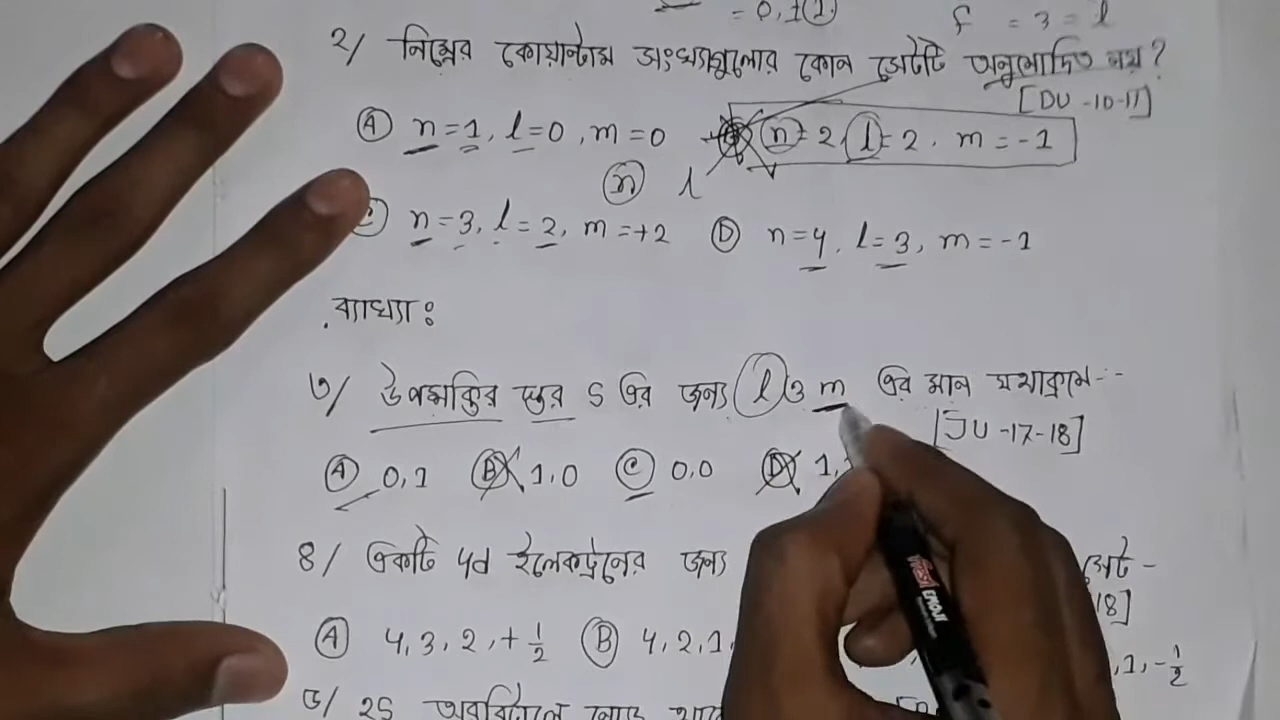 = 0, 1 (1) f = 3 = l
২/ নিম্নের কোয়ান্টাম সংখ্যাগুলোর কোন সেটটি অনুমোদিত নয়?
[DU -10-11]
Ⓐ n=1, l=0, m=0 n=2, l=2, m=-1
n l
Ⓒ n=3, l=2, m=+2 Ⓓ n=4, l=3, m=-1
ব্যাখ্যাঃ
৩/ উপশক্তির স্তর S এর জন্য l ও m এর মান যথাক্রমে--
[JU -17-18]
Ⓐ 0,1 Ⓑ 1,0 Ⓒ 0,0 Ⓓ 1,
৪/ একটি 4d ইলেকট্রনের জন্য সেট-
18]
Ⓐ 4,3,2,+1/2 Ⓑ 4,2,1, ,1,-1/2
৫/ 2S অরবিটালে